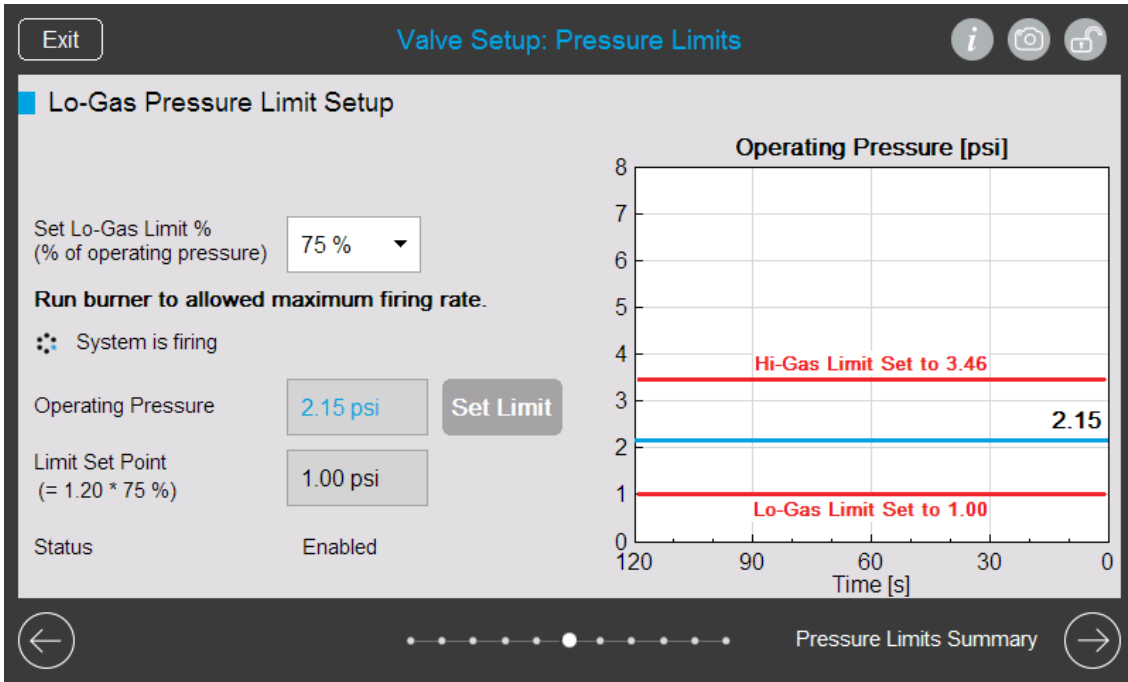 Exit
Valve Setup: Pressure Limits
i
Lo-Gas Pressure Limit Setup
Set Lo-Gas Limit %
(% of operating pressure)
75 %
Run burner to allowed maximum firing rate.
System is firing
Operating Pressure
2.15 psi
Set Limit
Limit Set Point
(= 1.20 * 75 %)
1.00 psi
Status
Enabled
Operating Pressure [psi]
8
7
6
5
4
3
2
1
0
Hi-Gas Limit Set to 3.46
2.15
Lo-Gas Limit Set to 1.00
120
90
60
30
0
Time [s]
Pressure Limits Summary